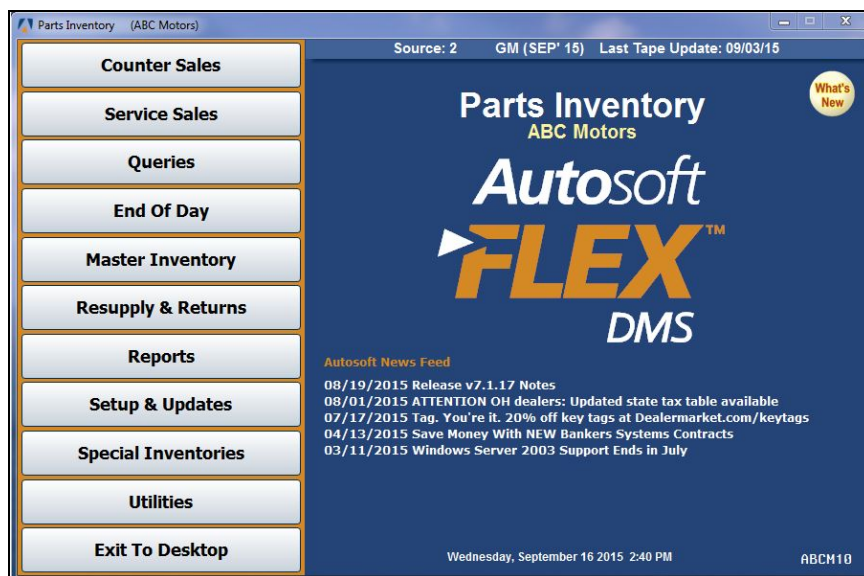 Parts Inventory (ABC Motors)
Source: 2 GM (SEP' 15) Last Tape Update: 09/03/15
Counter Sales
Service Sales
Queries
End Of Day
Master Inventory
Resupply & Returns
Reports
Setup & Updates
Special Inventories
Utilities
Exit To Desktop
What's
New
Parts Inventory
ABC Motors
Autosoft
FLEX™
DMS
Autosoft News Feed
08/19/2015 Release v7.1.17 Notes
08/01/2015 ATTENTION OH dealers: Updated state tax table available
07/17/2015 Tag. You're it. 20% off key tags at Dealermarket.com/keytags
04/13/2015 Save Money With NEW Bankers Systems Contracts
03/11/2015 Windows Server 2003 Support Ends in July
Wednesday, September 16 2015 2:40 PM
ABCM10